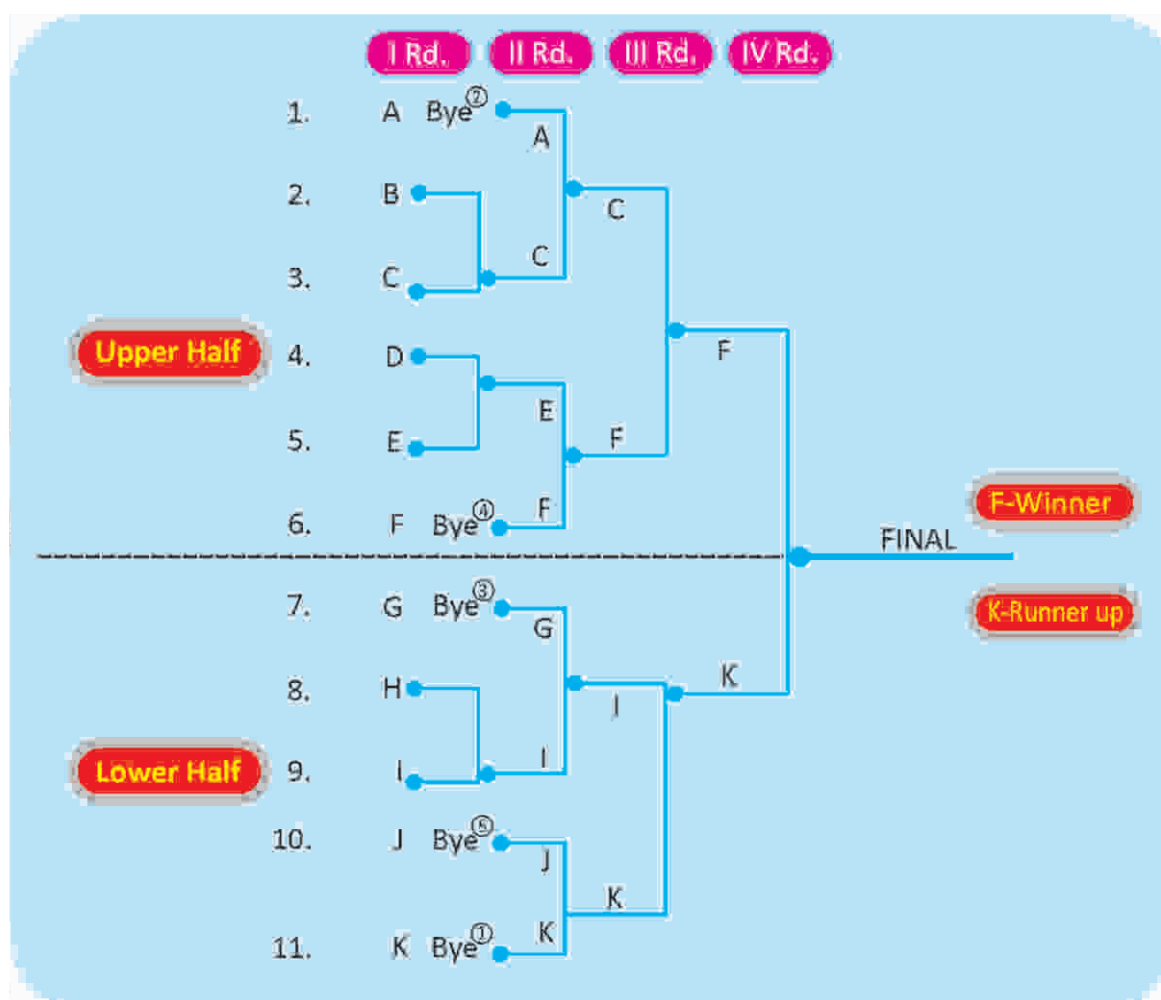 I Rd. II Rd. III Rd. IV Rd.
1. A Bye②
A
2. B
C
C
3. C
Upper Half
4. D
F
E
F
5. E
F-Winner
F
6. F Bye④
FINAL
7. G Bye③
G
K-Runner up
8. H
K
J
I
Lower Half
9. I
10. J Bye⑤
J
K
K
11. K Bye①